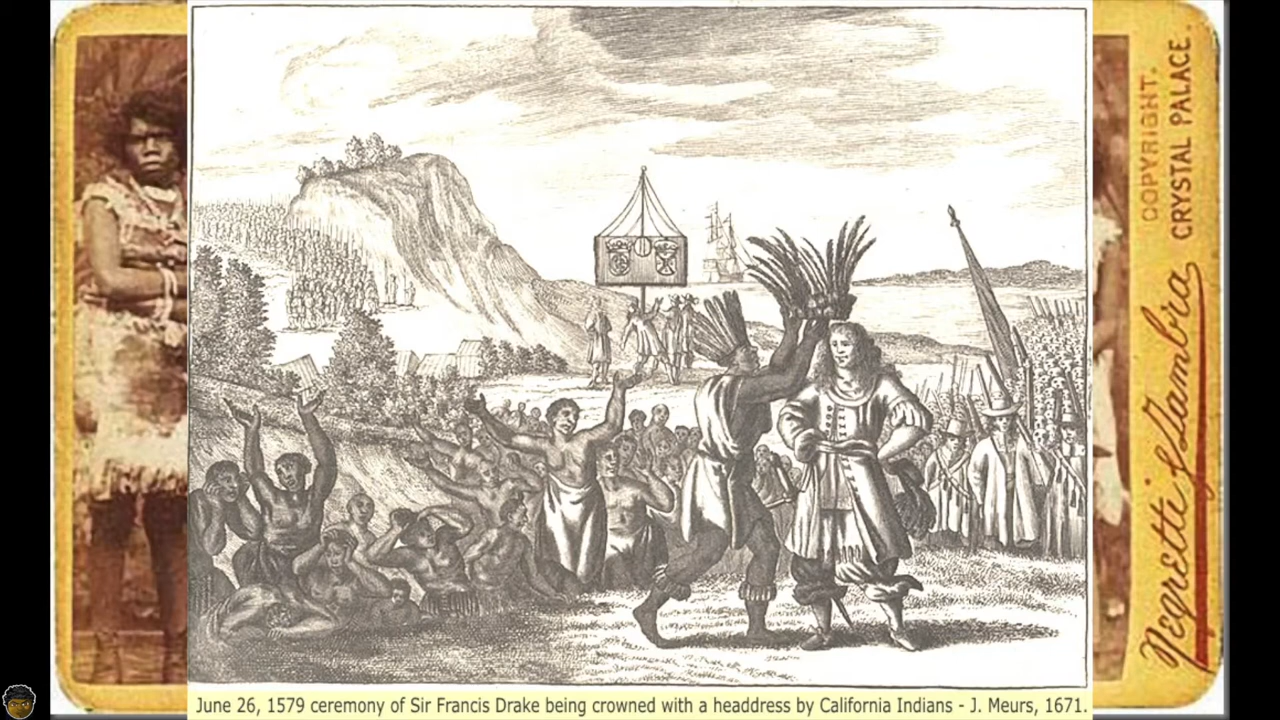 June 26, 1579 ceremony of Sir Francis Drake being crowned with a headdress by California Indians - J. Meurs, 1671.
COPYRIGHT.
CRYSTAL PALACE.
Negretti & Zambra